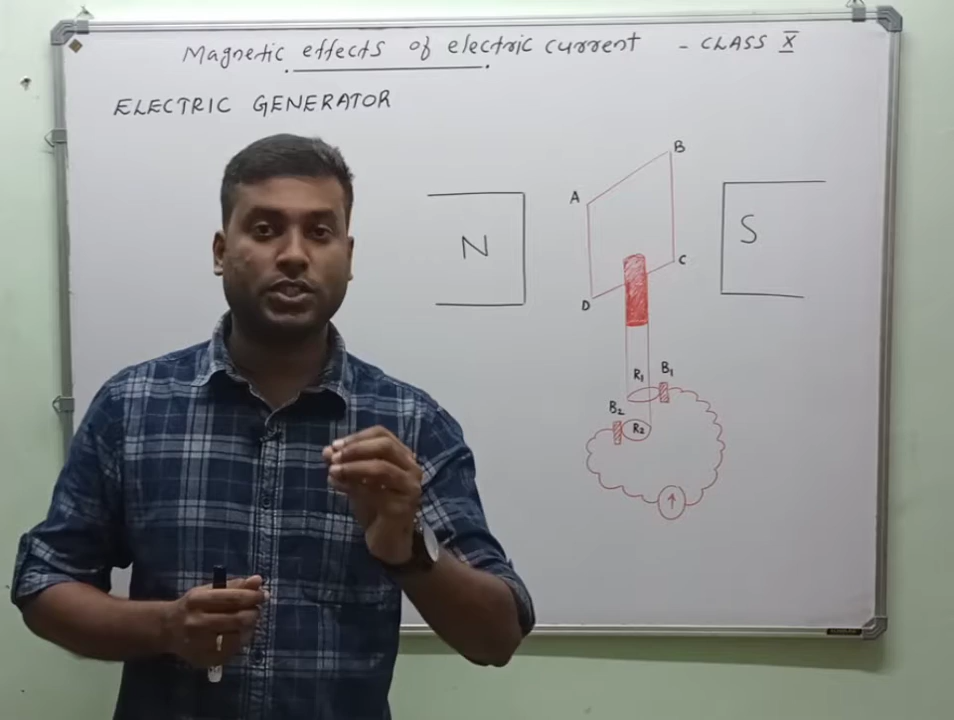 Magnetic effects of electric current - CLASS X
ELECTRIC GENERATOR
B
A
N
S
C
D
R₁ B₁
B₂
R₂